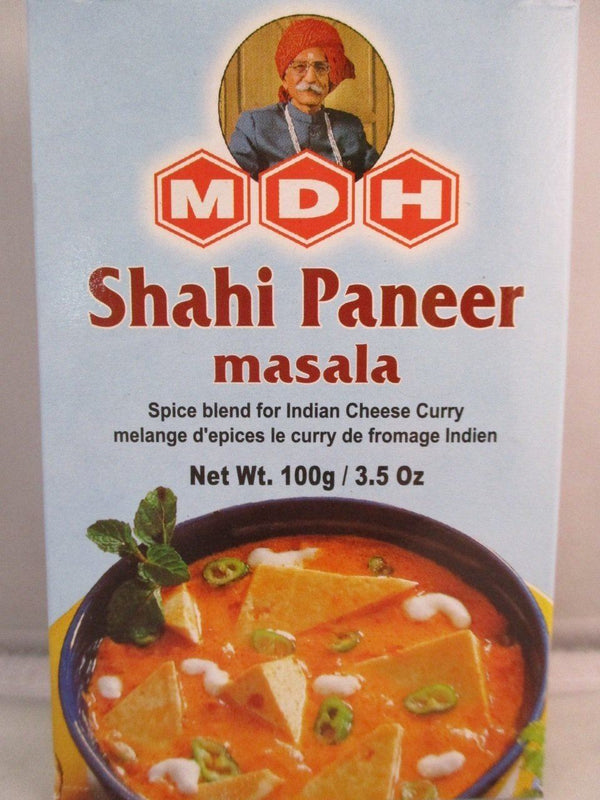 MDH
Shahi Paneer
masala
Spice blend for Indian Cheese Curry
melange d'epices le curry de fromage Indien
Net Wt. 100g / 3.5 Oz